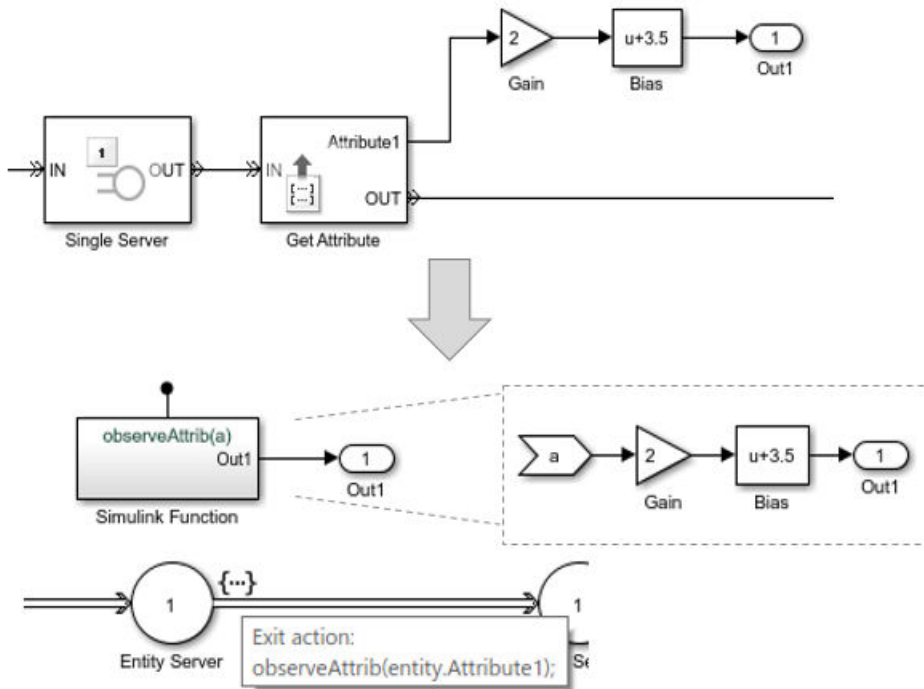 2
u+3.5
1
Gain
Bias
Out1
1
IN
OUT
Single Server
Attribute1
IN
[...]
[...]
OUT
Get Attribute
observeAttrib(a)
Out1
1
Out1
Simulink Function
a
2
u+3.5
1
Gain
Bias
Out1
1
{...}
1
Entity Server
Exit action:
observeAttrib(entity.Attribute1);
Se